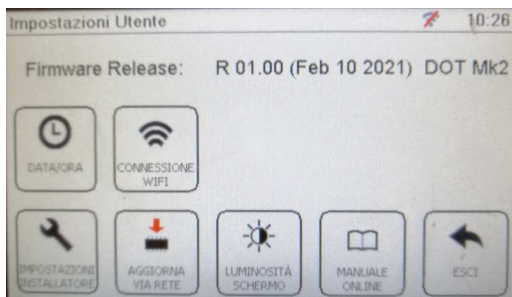 Impostazioni Utente 10:26
Firmware Release: R 01.00 (Feb 10 2021) DOT Mk2
DATA/ORA
CONNESSIONE
WIFI
IMPOSTAZIONI
INSTALLATORE
AGGIORNA
VIA RETE
LUMINOSITÀ
SCHERMO
MANUALE
ONLINE
ESCI